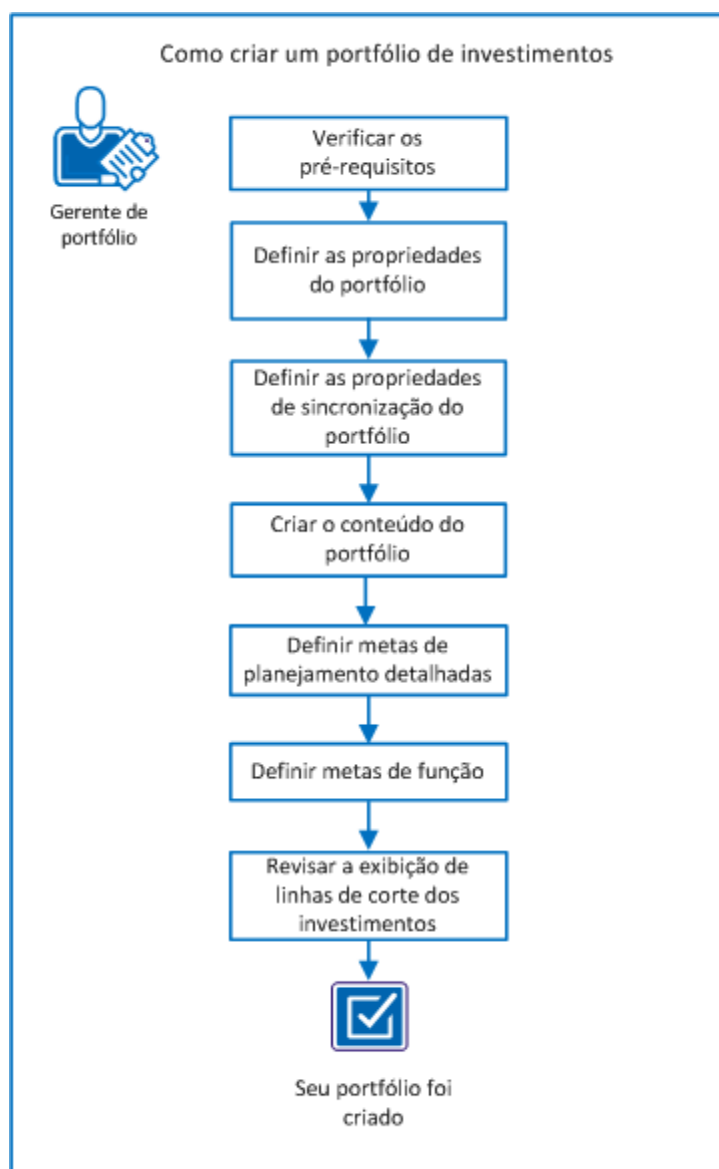 Como criar um portfólio de investimentos
Gerente de
portfólio
Verificar os
pré-requisitos
Definir as propriedades
do portfólio
Definir as propriedades
de sincronização do
portfólio
Criar o conteúdo do
portfólio
Definir metas de
planejamento detalhadas
Definir metas de função
Revisar a exibição de
linhas de corte dos
investimentos
Seu portfólio foi
criado